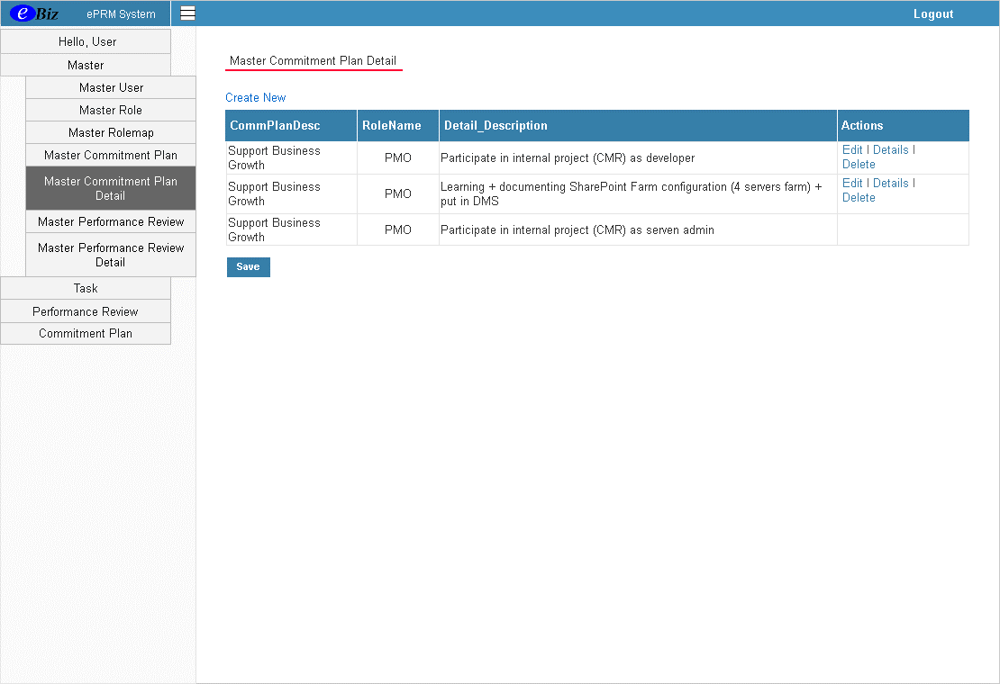 eBiz ePRM System Logout
Hello, User
Master
Master User
Master Role
Master Rolemap
Master Commitment Plan
Master Commitment Plan
Detail
Master Performance Review
Master Performance Review
Detail
Task
Performance Review
Commitment Plan
Master Commitment Plan Detail
Create New
CommPlanDesc RoleName Detail_Description Actions
Support Business
Growth
PMO
Participate in internal project (CMR) as developer
Edit | Details |
Delete
Support Business
Growth
PMO
Learning + documenting SharePoint Farm configuration (4 servers farm) +
put in DMS
Edit | Details |
Delete
Support Business
Growth
PMO
Participate in internal project (CMR) as serven admin
Save